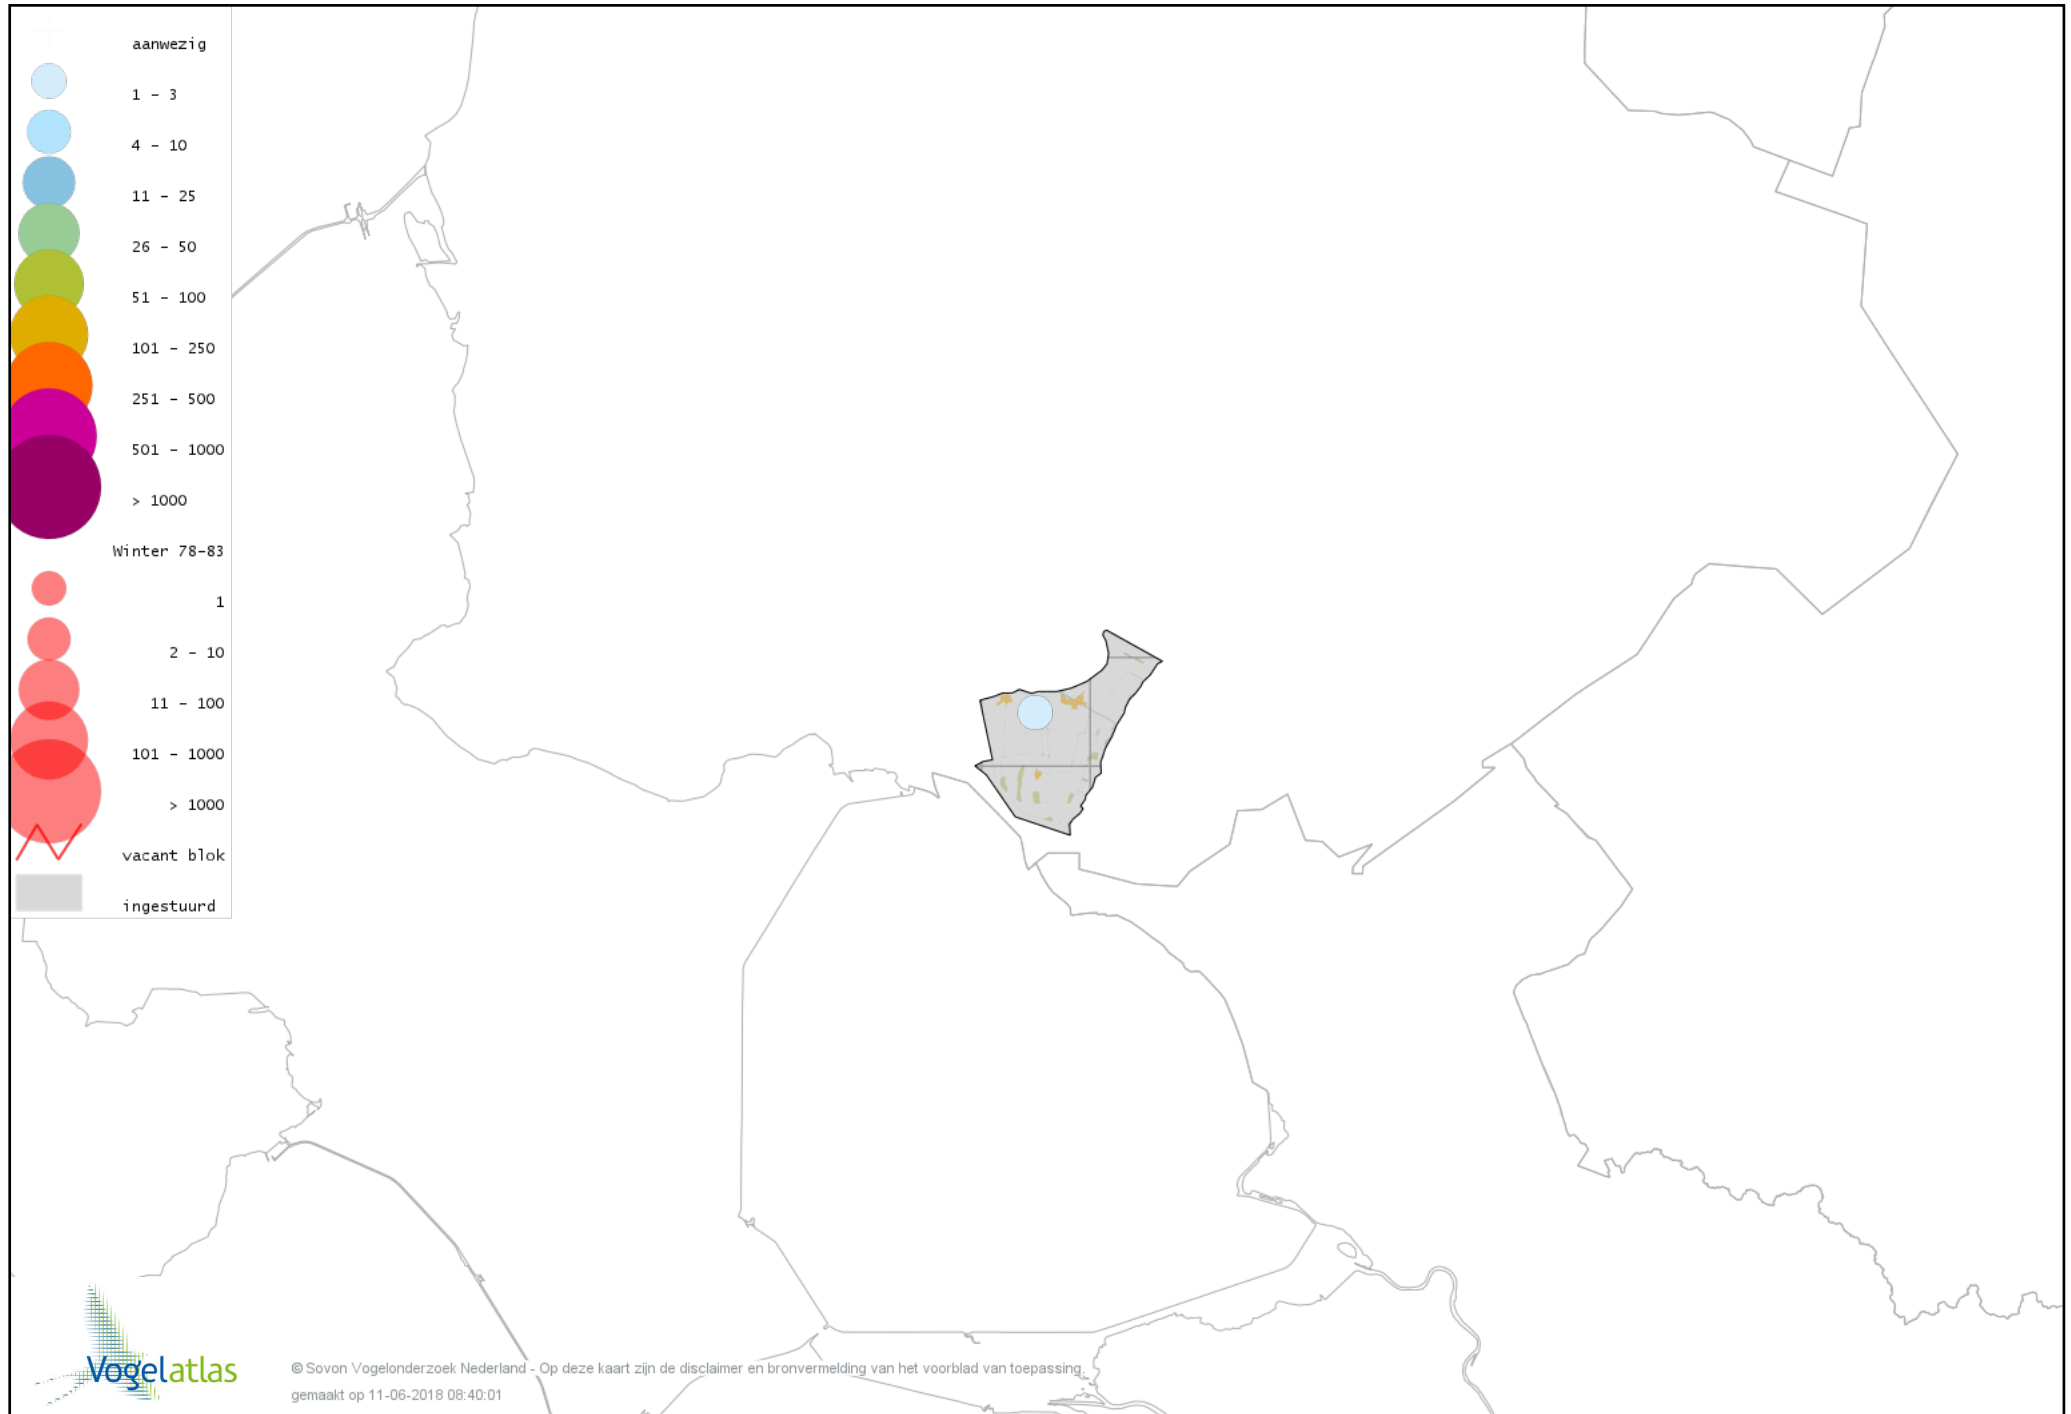 aanwezig
1 - 3
4 - 10
11 - 25
26 - 50
51 - 100
101 - 250
251 - 500
501 - 1000
> 1000
Winter 78-83
1
2 - 10
11 - 100
101 - 1000
> 1000
vacant blok
ingestuurd
Vogelatlas
© Sovon Vogelonderzoek Nederland - Op deze kaart zijn de disclaimer en bronvermelding van het voorblad van toepassing.
gemaakt op 11-06-2018 08:40:01